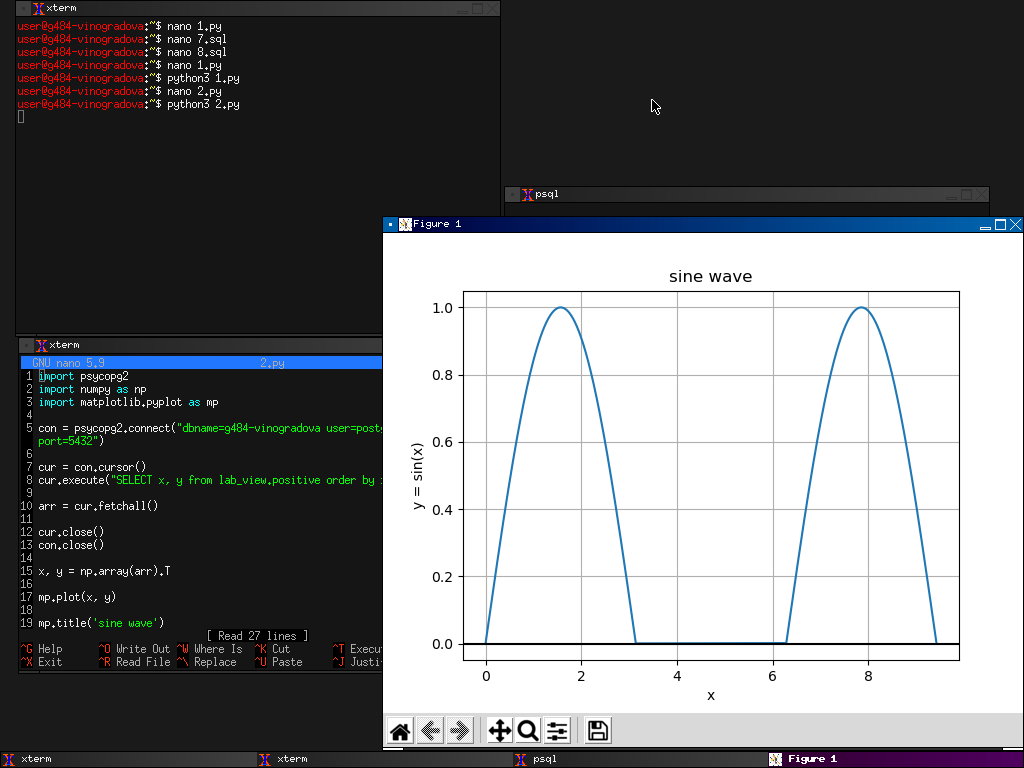 xterm
user@g484-vinogradova:~$ nano 1.py
user@g484-vinogradova:~$ nano 7.sql
user@g484-vinogradova:~$ nano 8.sql
user@g484-vinogradova:~$ nano 1.py
user@g484-vinogradova:~$ python3 1.py
user@g484-vinogradova:~$ nano 2.py
user@g484-vinogradova:~$ python3 2.py
psql
Figure 1
sine wave
1.0
0.8
0.6
0.4
0.2
0.0
y = sin(x)
0 2 4 6 8
x
xterm
GNU nano 5.9 2.py
1 import psycopg2
2 import numpy as np
3 import matplotlib.pyplot as mp
4
5 con = psycopg2.connect("dbname=g484-vinogradova user=post
port=5432")
6
7 cur = con.cursor()
8 cur.execute("SELECT x, y from lab_view.positive order by
9
10 arr = cur.fetchall()
11
12 cur.close()
13 con.close()
14
15 x, y = np.array(arr).T
16
17 mp.plot(x, y)
18
19 mp.title('sine wave')
[ Read 27 lines ]
^G Help ^O Write Out ^W Where Is ^K Cut ^T Execu
^X Exit ^R Read File ^\ Replace ^U Paste ^J Justi
xterm xterm psql Figure 1